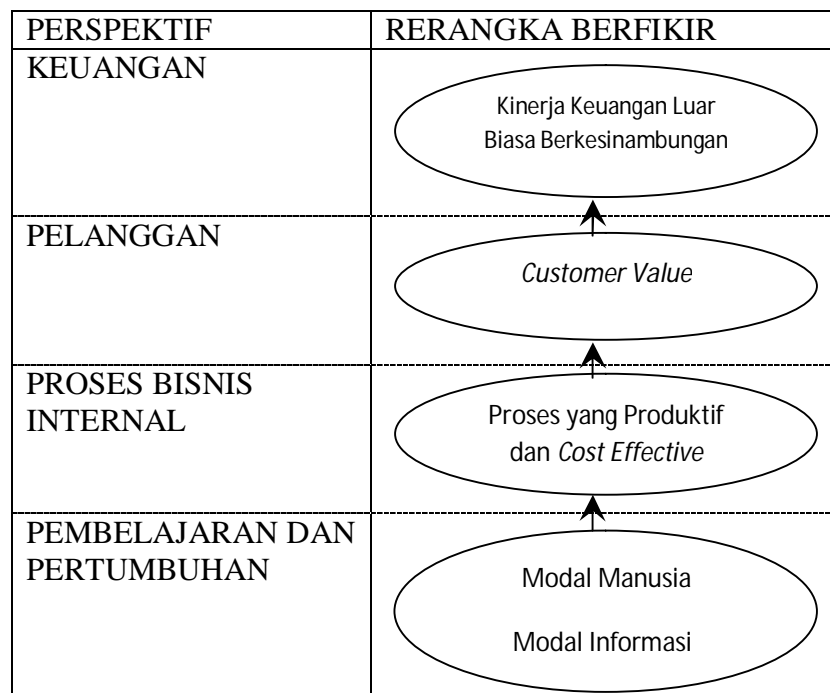 PERSPEKTIF
RERANGKA BERFIKIR
KEUANGAN
Kinerja Keuangan Luar
Biasa Berkesinambungan
PELANGGAN
Customer Value
PROSES BISNIS
INTERNAL
Proses yang Produktif
dan Cost Effective
PEMBELAJARAN DAN
PERTUMBUHAN
Modal Manusia
Modal Informasi